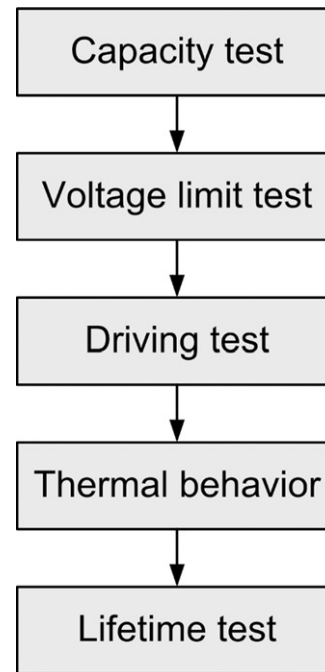 Capacity test
Voltage limit test
Driving test
Thermal behavior
Lifetime test